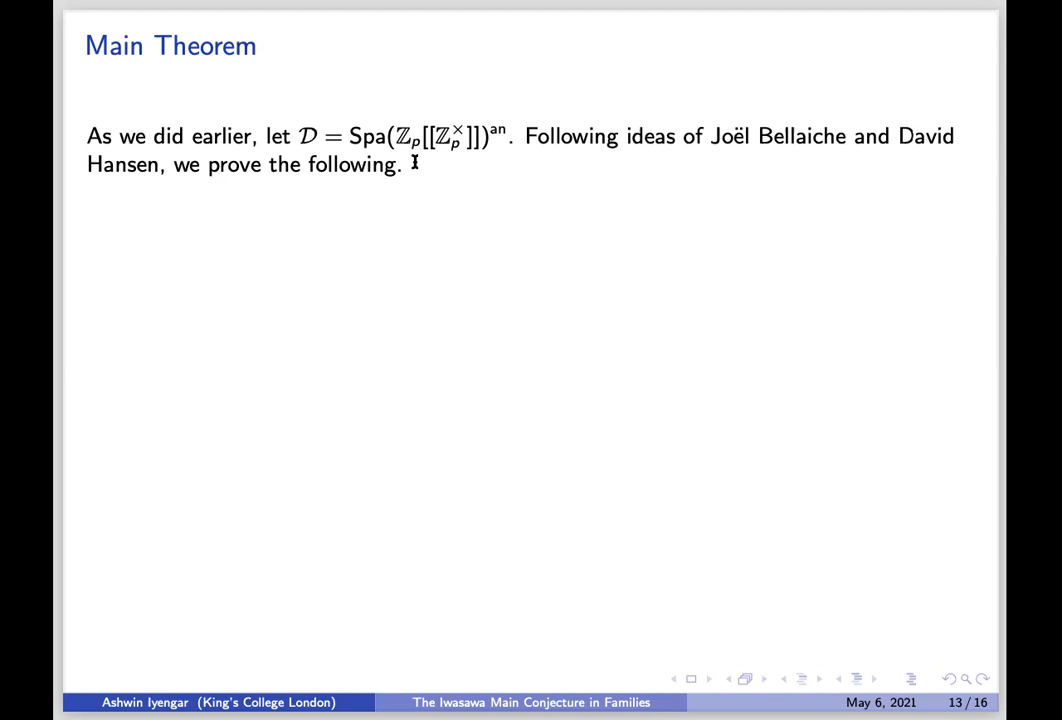 Main Theorem
As we did earlier, let 𝒟 = Spa(ℤₚ[[ℤₚ^×]])^an. Following ideas of Joël Bellaiche and David
Hansen, we prove the following.
Ashwin Iyengar (King's College London) The Iwasawa Main Conjecture in Families May 6, 2021 13 / 16